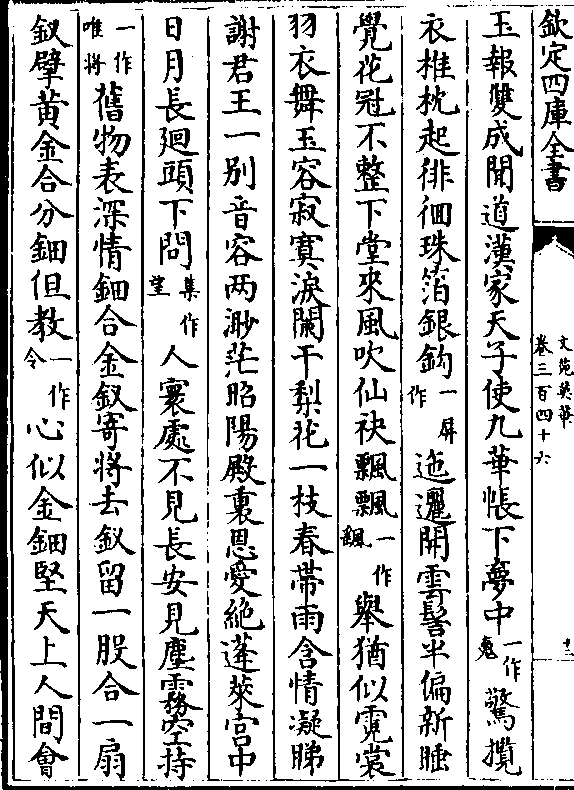 欽定四庫全書
文苑英華
卷三百四十六
十二
玉報雙成聞道漢家天子使九華帳下夢中一作魂驚攬
衣推枕起徘徊珠箔銀鈎一作屏迤邐開雲髻半偏新睡
覺花冠不整下堂來風吹仙袂飄飄一作飖舉猶似霓裳
羽衣舞玉容寂寞淚闌干梨花一枝春帶雨含情凝睇
謝君王一别音容两渺茫昭陽殿裏恩愛絶蓬萊宫中
日月長廻頭下問集作望人寰處不見長安見塵霧空持
一作唯將舊物表深情鈿合金釵寄將去釵留一股合一扇
釵擘黄金合分鈿但教一作令心似金鈿堅天上人間會